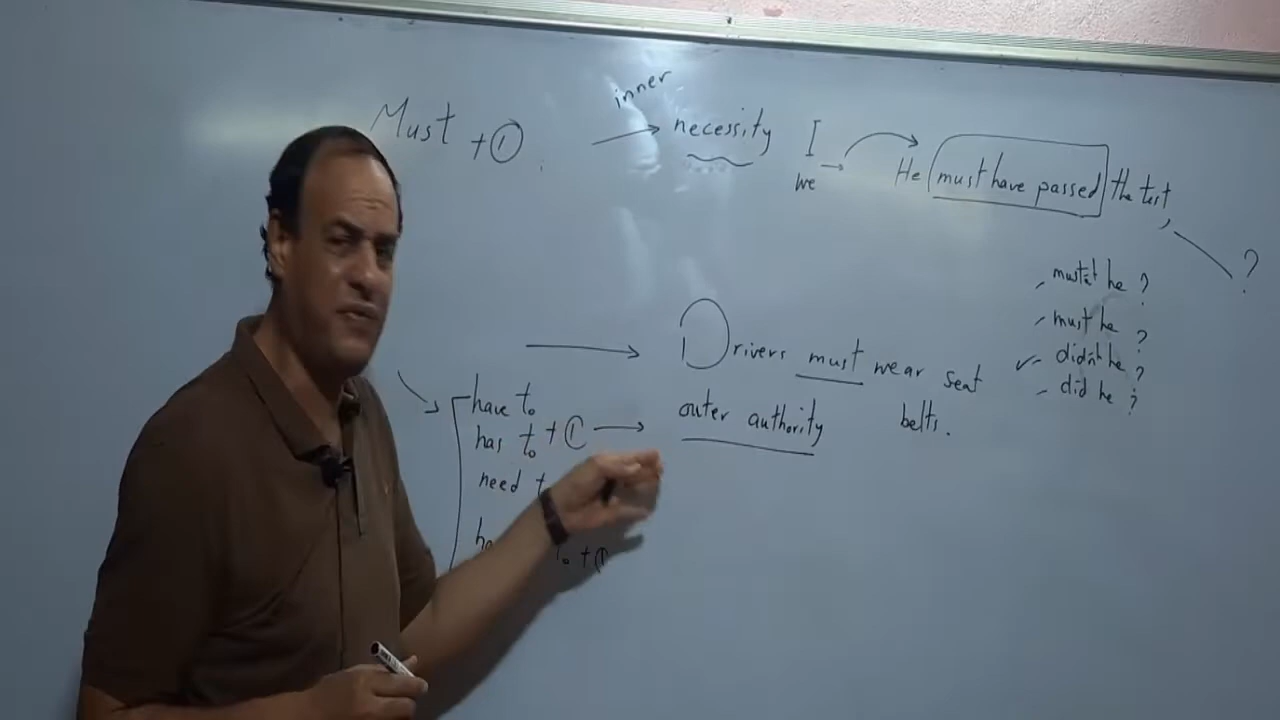 Must + ①
inner
necessity
I
we
He must have passed the test,
?
mustn't he ?
must he ?
didn't he ?
did he ?
Drivers must wear seat
belts.
have to
has to + ①
outer authority
need
+ ①